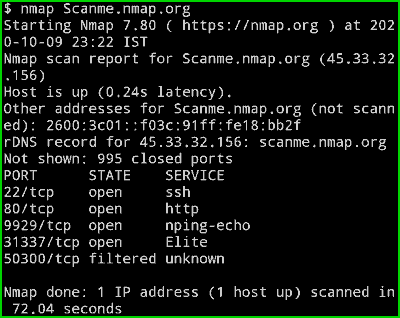 $ nmap Scanme.nmap.org
Starting Nmap 7.80 ( https://nmap.org ) at 202
0-10-09 23:22 IST
Nmap scan report for Scanme.nmap.org (45.33.32
.156)
Host is up (0.24s latency).
Other addresses for Scanme.nmap.org (not scann
ed): 2600:3c01::f03c:91ff:fe18:bb2f
rDNS record for 45.33.32.156: scanme.nmap.org
Not shown: 995 closed ports
PORT      STATE    SERVICE
22/tcp    open     ssh
80/tcp    open     http
9929/tcp  open     nping-echo
31337/tcp open     Elite
50300/tcp filtered unknown
Nmap done: 1 IP address (1 host up) scanned in
 72.04 seconds